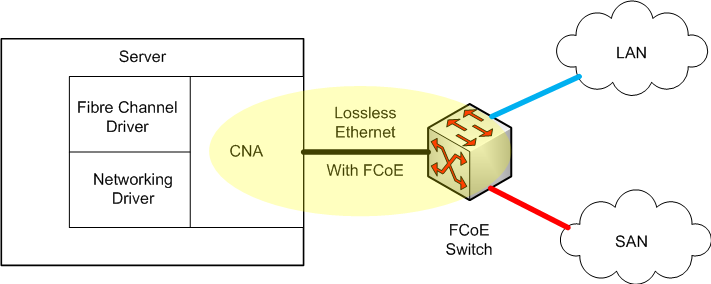 Server
Fibre Channel
Driver
Networking
Driver
CNA
Lossless
Ethernet
With FCoE
FCoE
Switch
LAN
SAN